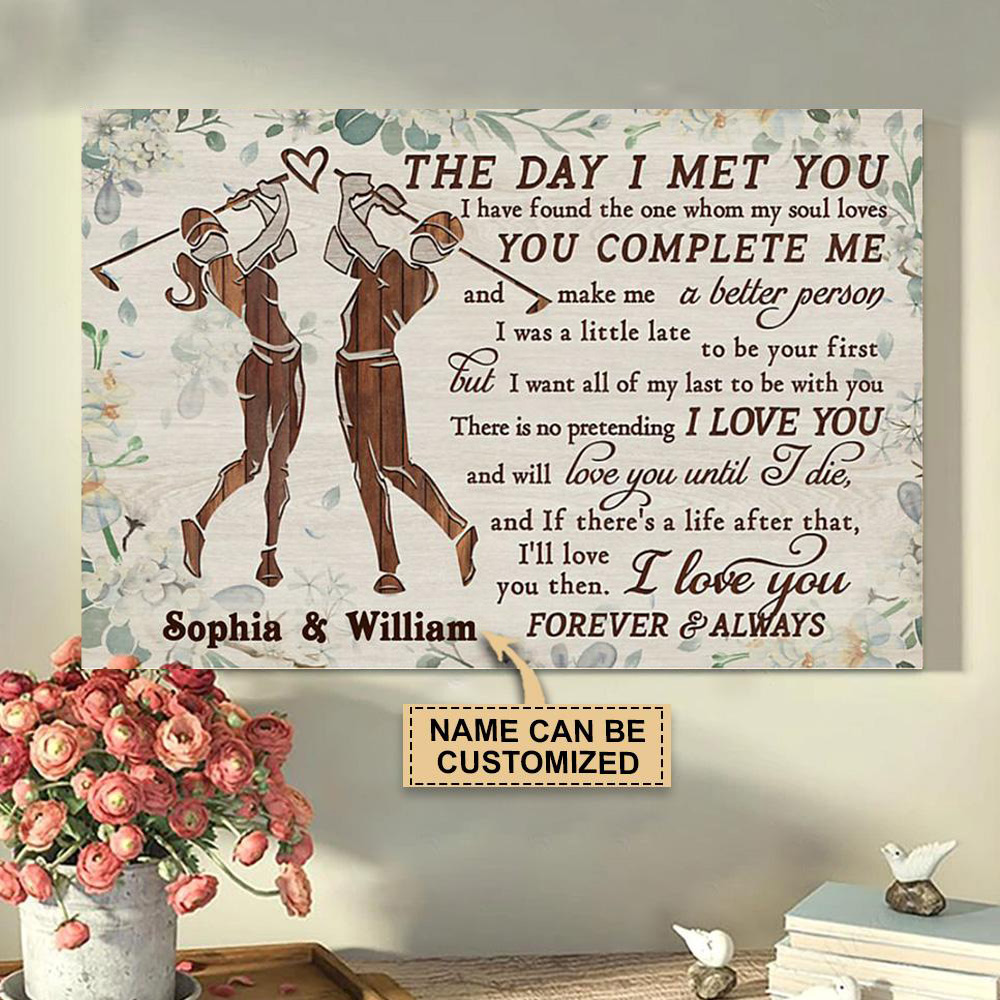 THE DAY I MET YOU
I have found the one whom my soul loves
YOU COMPLETE ME
and make me a better person
I was a little late to be your first
but I want all of my last to be with you
There is no pretending I LOVE YOU
and will love you until I die,
and If there's a life after that,
I'll love
you then. I love you
FOREVER & ALWAYS
Sophia & William
NAME CAN BE
CUSTOMIZED